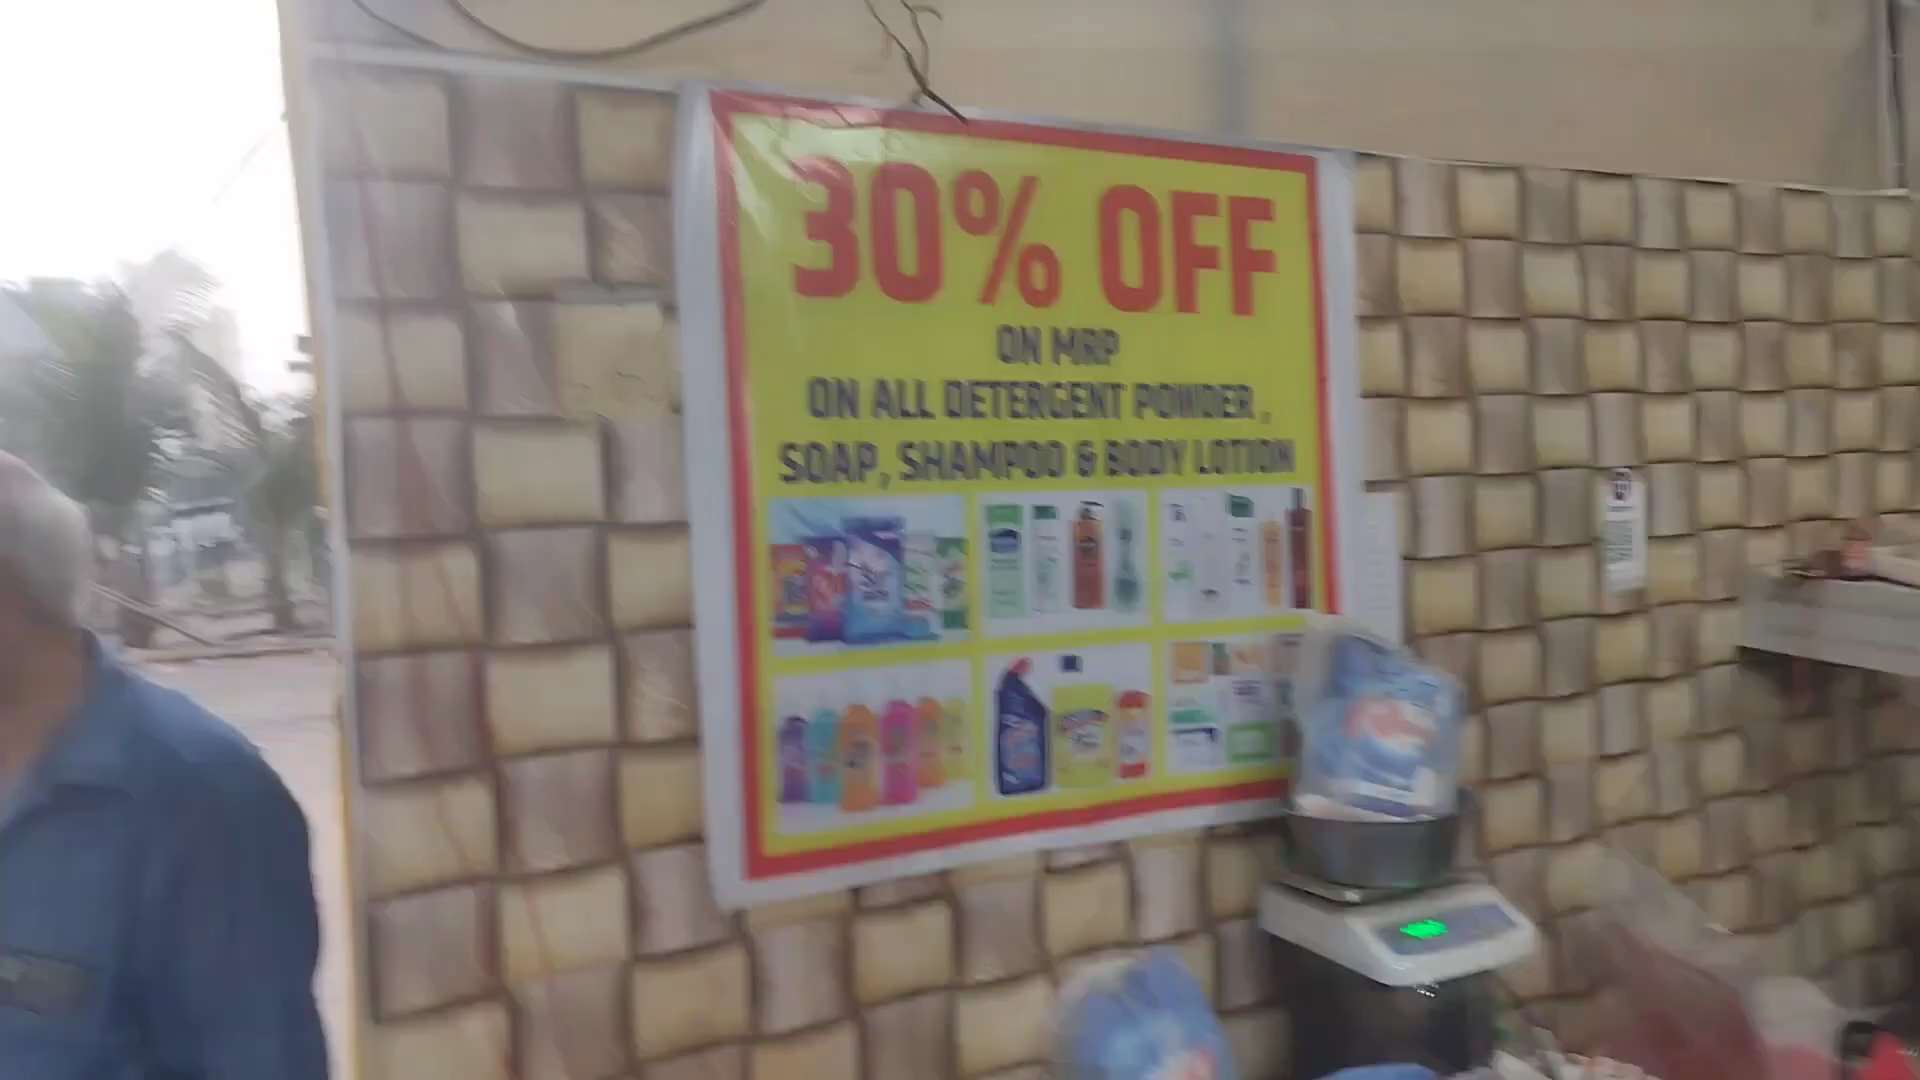 30% OFF
ON MRP
ON ALL DETERGENT POWDER,
SOAP, SHAMPOO & BODY LOTION